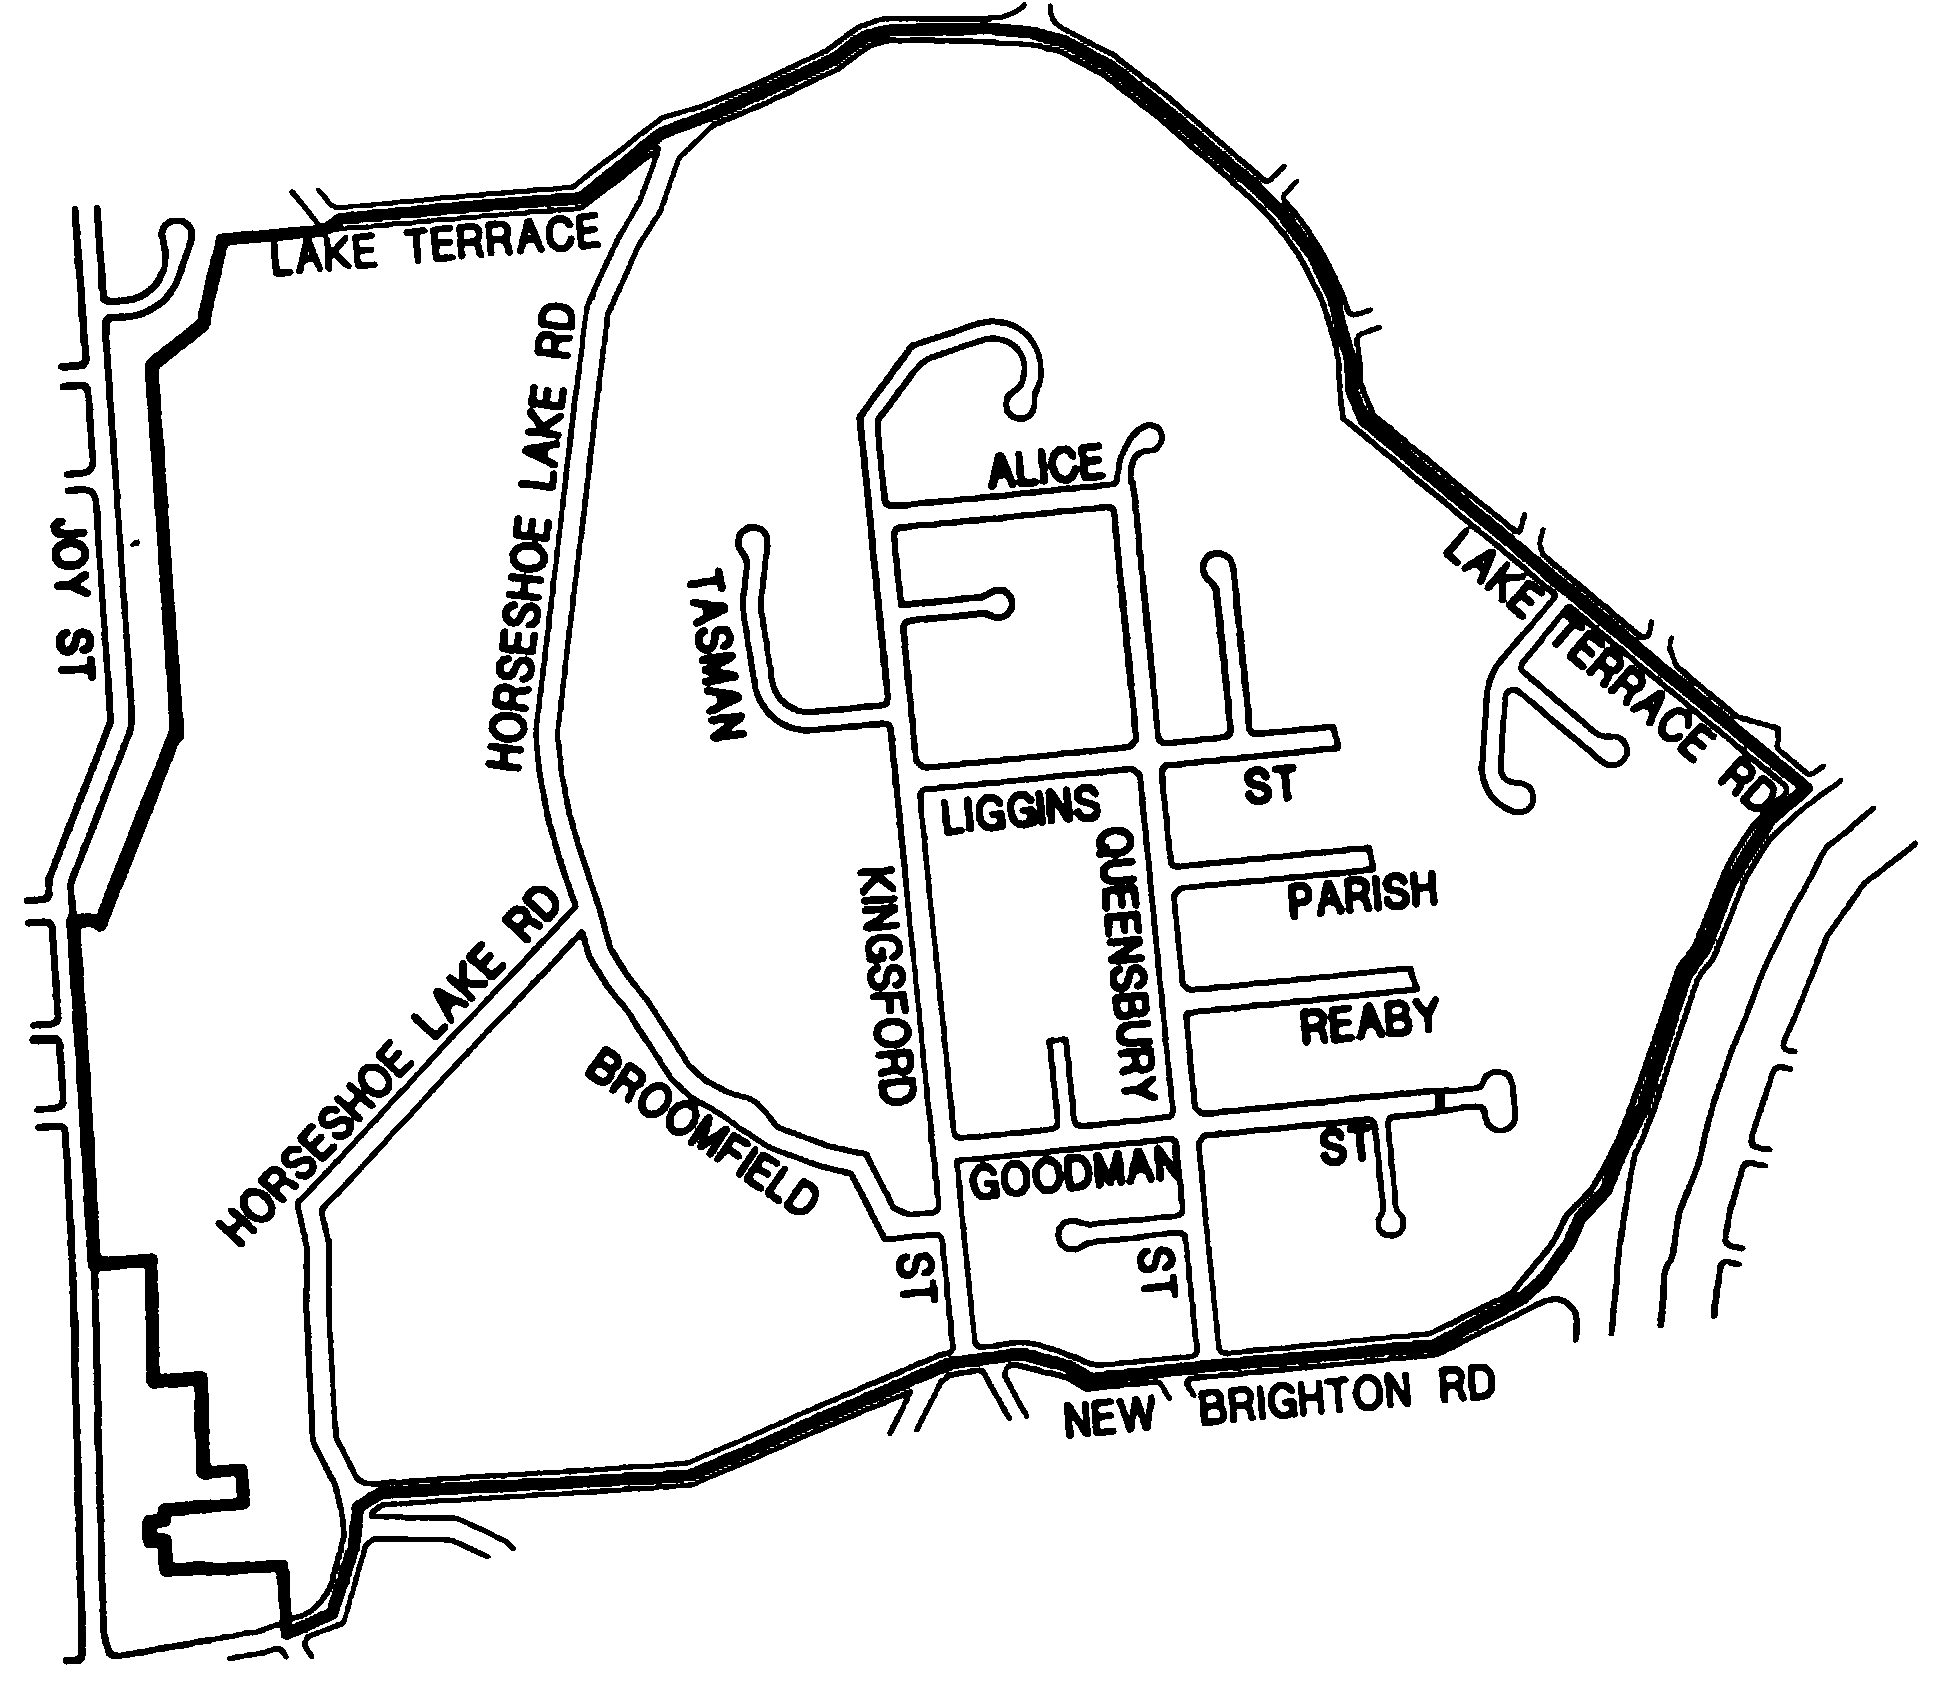 LAKE TERRACE
HORSESHOE LAKE RD
ALICE
JOY ST
TASMAN
LAKE TERRACE RD
LIGGINS
ST
QUEENSBURY
ST
KINGSFORD
ST
PARISH
HORSESHOE LAKE RD
REABY
BROOMFIELD
GOODMAN
ST
NEW BRIGHTON RD